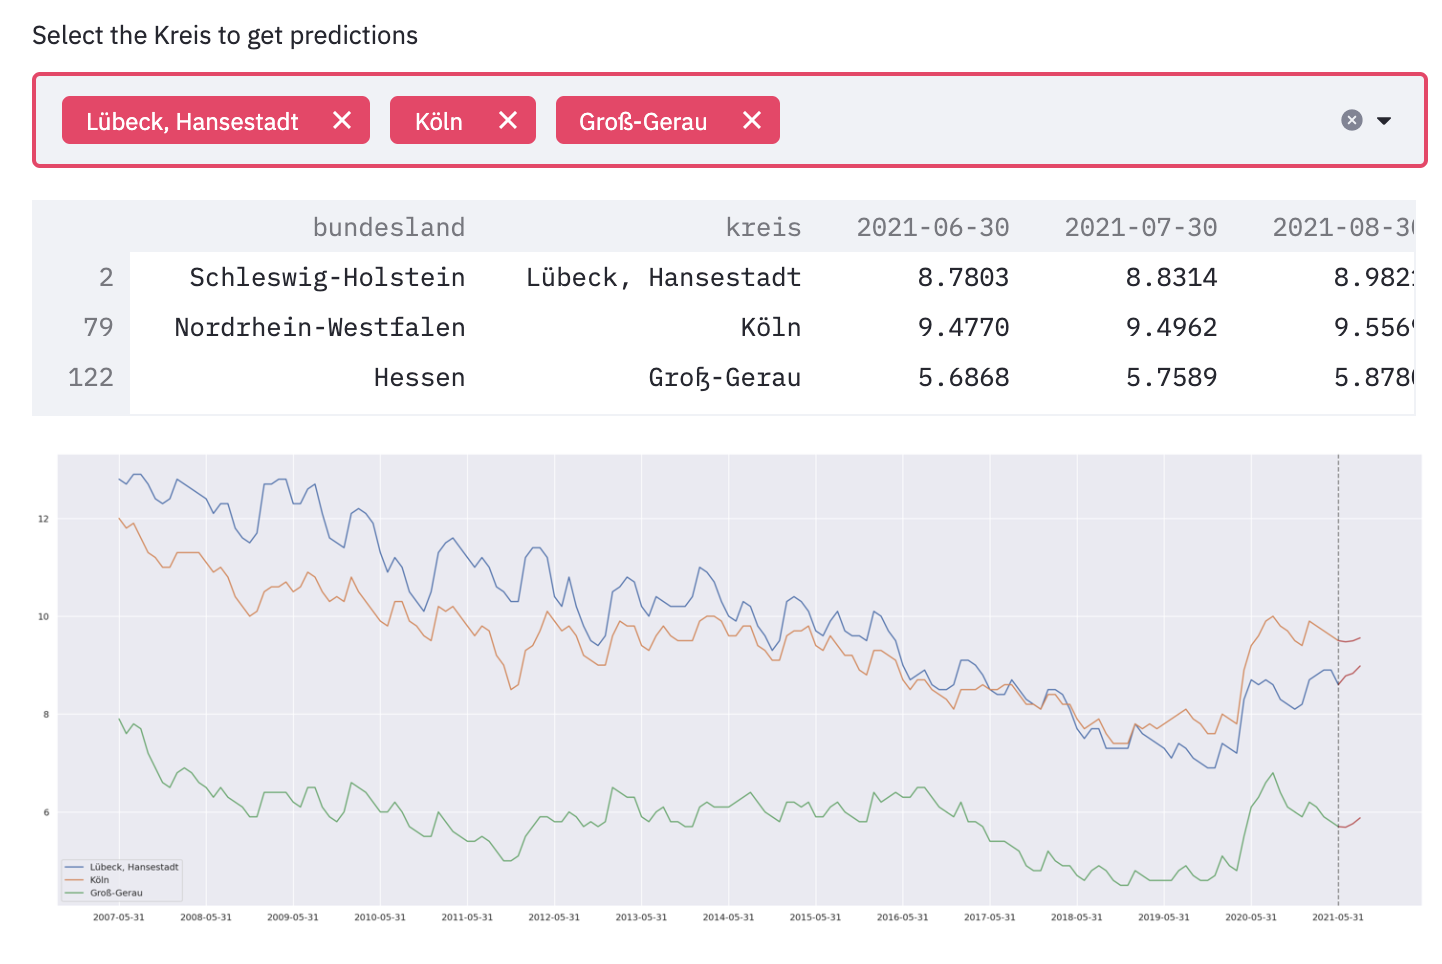 Select the Kreis to get predictions
Lübeck, Hansestadt Köln Groß-Gerau
bundesland kreis 2021-06-30 2021-07-30 2021-08-30
2 Schleswig-Holstein Lübeck, Hansestadt 8.7803 8.8314 8.982
79 Nordrhein-Westfalen Köln 9.4770 9.4962 9.556
122 Hessen Groß-Gerau 5.6868 5.7589 5.878
12
10
8
6
Lübeck, Hansestadt
Köln
Groß-Gerau
2007-05-31 2008-05-31 2009-05-31 2010-05-31 2011-05-31 2012-05-31 2013-05-31 2014-05-31 2015-05-31 2016-05-31 2017-05-31 2018-05-31 2019-05-31 2020-05-31 2021-05-31